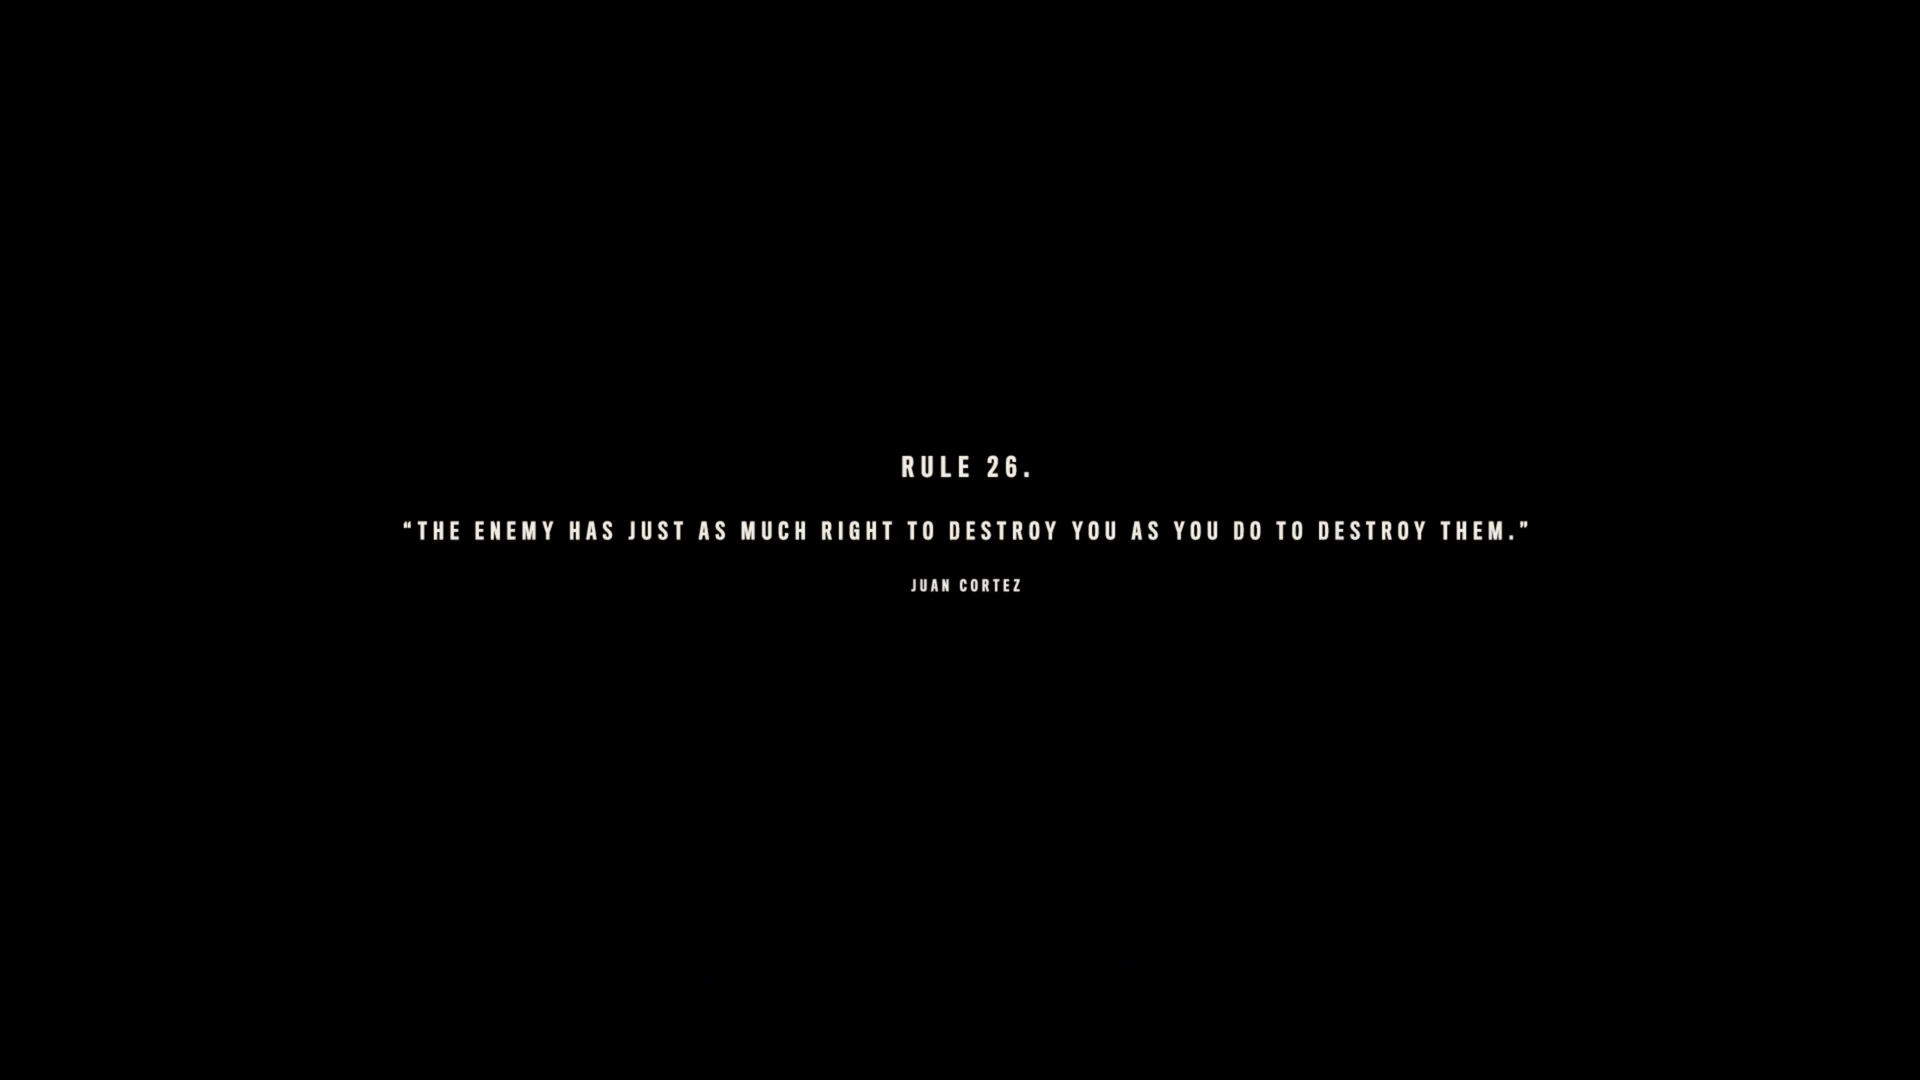 RULE 26.
“THE ENEMY HAS JUST AS MUCH RIGHT TO DESTROY YOU AS YOU DO TO DESTROY THEM.”
JUAN CORTEZ